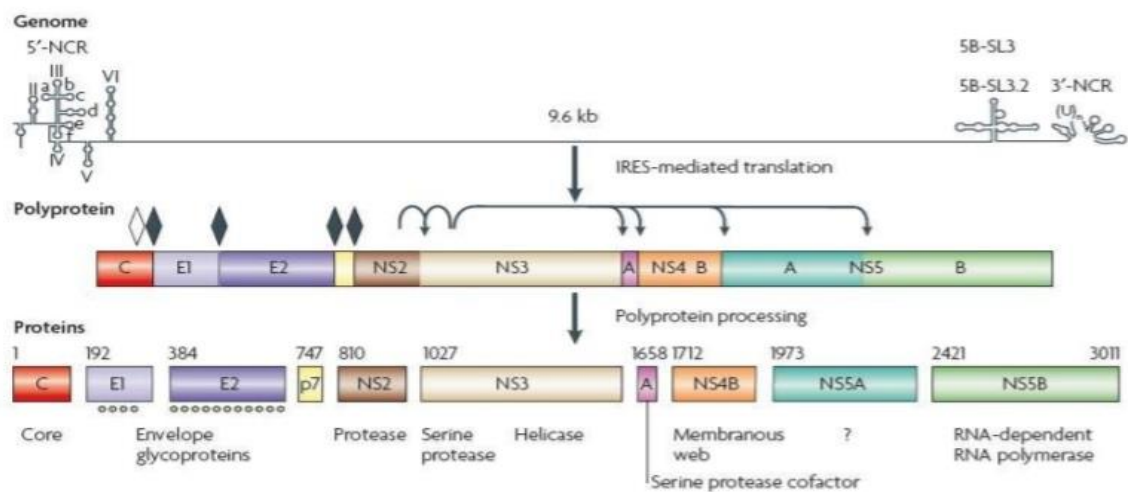 Genome
5′-NCR
III
VI
II
a
b
c
d
e
f
I
IV
V
9.6 kb
5B-SL3
5B-SL3.2
3′-NCR
(U)n
IRES-mediated translation
Polyprotein
C E1 E2 NS2 NS3 A NS4 B A NS5 B
Polyprotein processing
Proteins
1 192 384 747 810 1027 1658 1712 1973 2421 3011
C E1 E2 p7 NS2 NS3 A NS4B NS5A NS5B
Core
Envelope
glycoproteins
Protease
Serine
protease
Helicase
Membranous
web
?
RNA-dependent
RNA polymerase
Serine protease cofactor